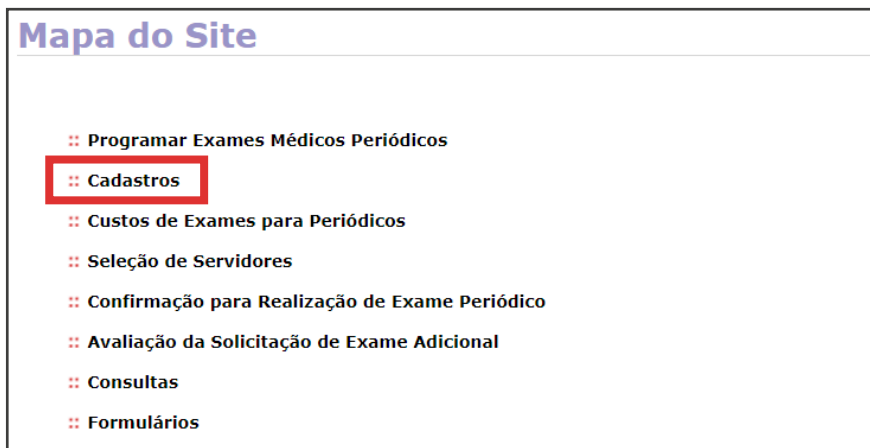 Mapa do Site
:: Programar Exames Médicos Periódicos
:: Cadastros
:: Custos de Exames para Periódicos
:: Seleção de Servidores
:: Confirmação para Realização de Exame Periódico
:: Avaliação da Solicitação de Exame Adicional
:: Consultas
:: Formulários